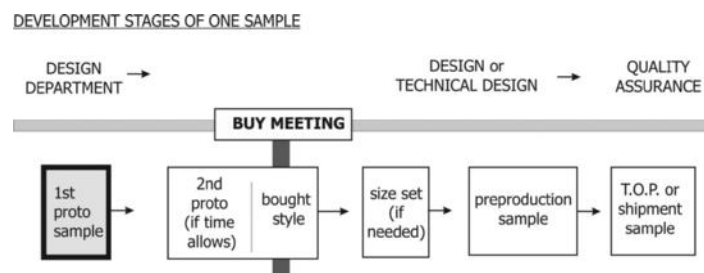 DEVELOPMENT STAGES OF ONE SAMPLE
DESIGN
DEPARTMENT
DESIGN or
TECHNICAL DESIGN
QUALITY
ASSURANCE
BUY MEETING
1st
proto
sample
2nd
proto
(if time
allows)
bought
style
size set
(if
needed)
preproduction
sample
T.O.P. or
shipment
sample